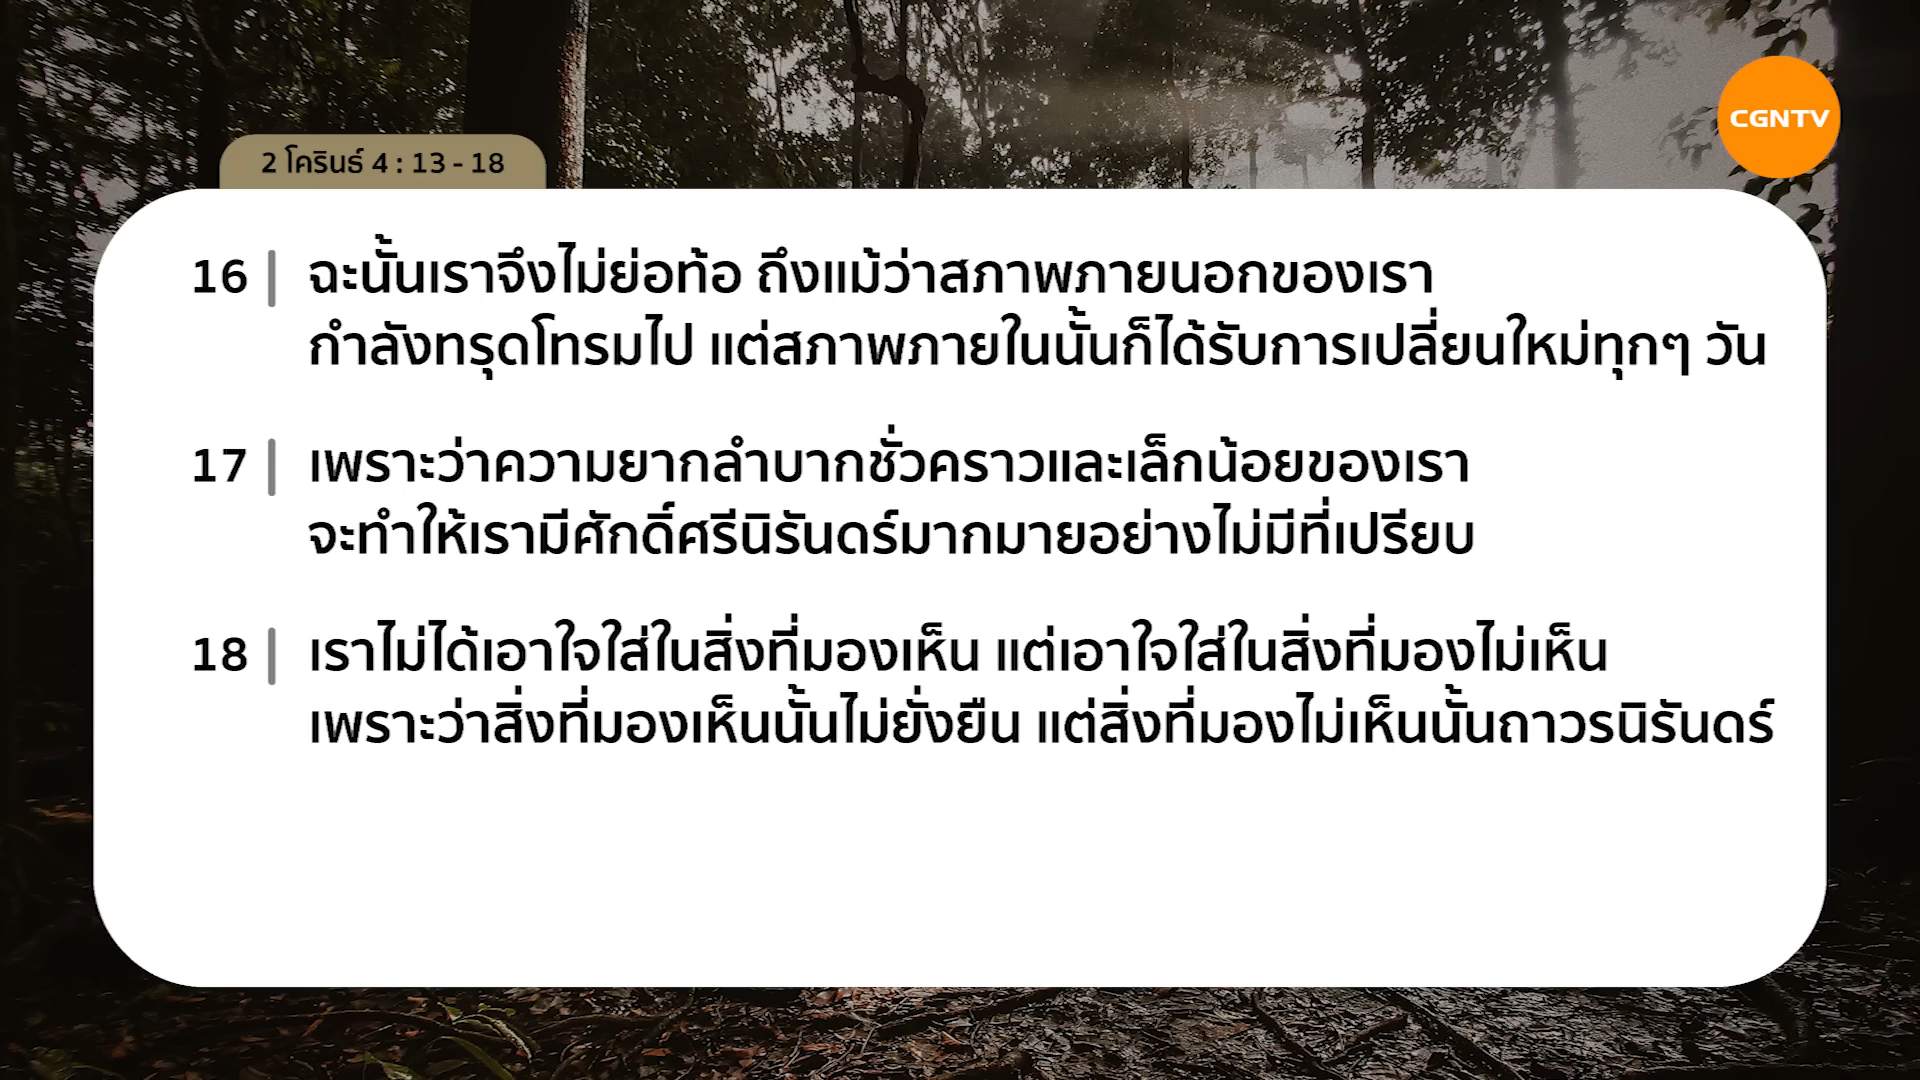 CGNTV
2 โครินธ์ 4 : 13 - 18
16 | ฉะนั้นเราจึงไม่ย่อท้อ ถึงแม้ว่าสภาพภายนอกของเรา
กำลังทรุดโทรมไป แต่สภาพภายในนั้นก็ได้รับการเปลี่ยนใหม่ทุกๆ วัน
17 | เพราะว่าความยากลำบากชั่วคราวและเล็กน้อยของเรา
จะทำให้เรามีศักดิ์ศรีนิรันดร์มากมายอย่างไม่มีที่เปรียบ
18 | เราไม่ได้เอาใจใส่ในสิ่งที่มองเห็น แต่เอาใจใส่ในสิ่งที่มองไม่เห็น
เพราะว่าสิ่งที่มองเห็นนั้นไม่ยั่งยืน แต่สิ่งที่มองไม่เห็นนั้นถาวรนิรันดร์